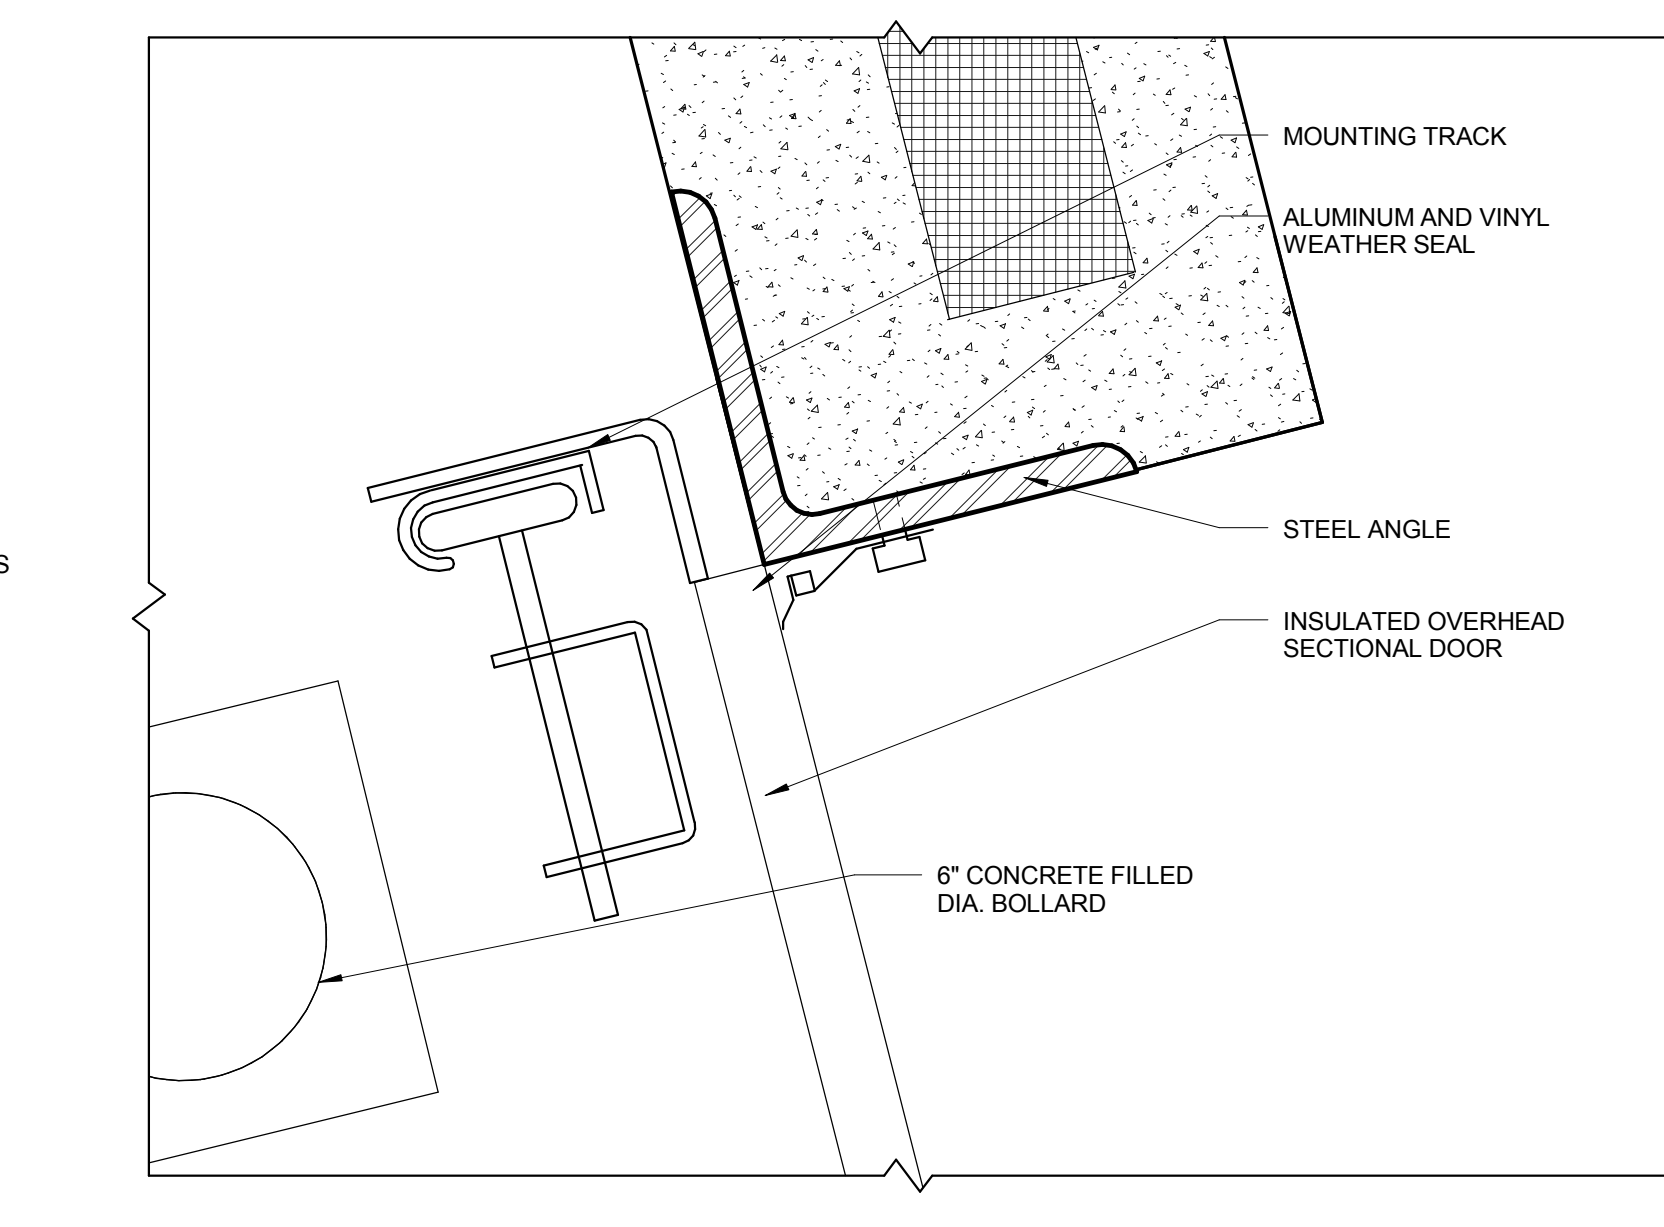 MOUNTING TRACK
ALUMINUM AND VINYL
WEATHER SEAL
STEEL ANGLE
S
INSULATED OVERHEAD
SECTIONAL DOOR
6" CONCRETE FILLED
DIA. BOLLARD